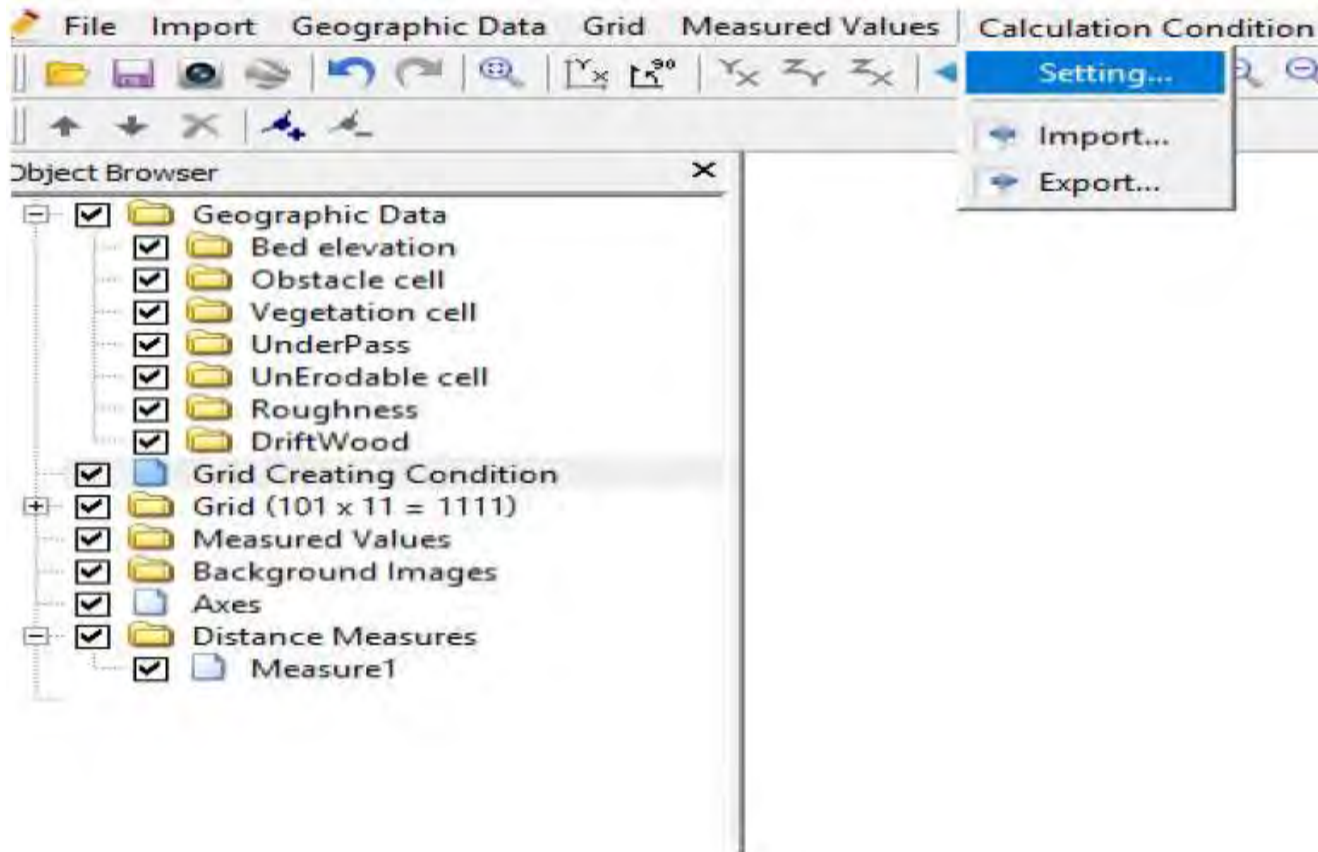 File Import Geographic Data Grid Measured Values Calculation Condition
Setting...
Import...
Export...
Object Browser
Geographic Data
Bed elevation
Obstacle cell
Vegetation cell
UnderPass
UnErodable cell
Roughness
DriftWood
Grid Creating Condition
Grid (101 x 11 = 1111)
Measured Values
Background Images
Axes
Distance Measures
Measure1